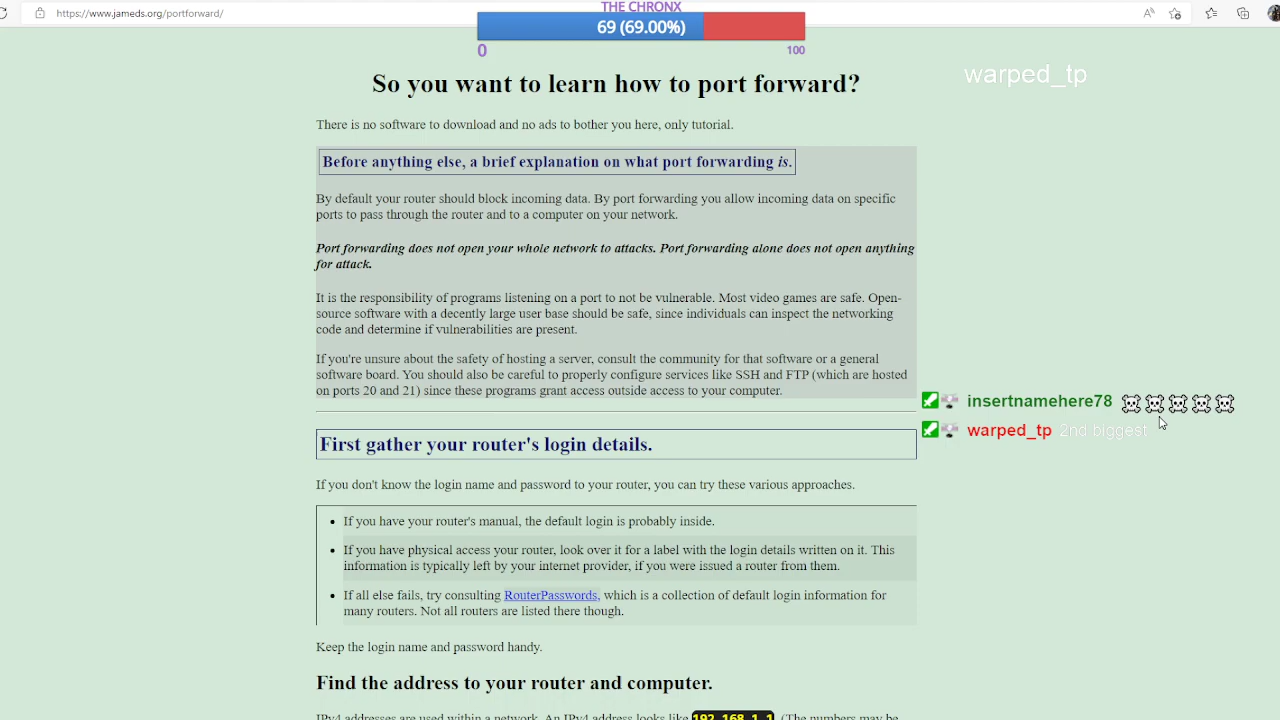 https://www.jameds.org/portforward/
THE CHRONX
69 (69.00%)
0
100
warped_tp
So you want to learn how to port forward?
There is no software to download and no ads to bother you here, only tutorial.
Before anything else, a brief explanation on what port forwarding is.
By default your router should block incoming data. By port forwarding you allow incoming data on specific
ports to pass through the router and to a computer on your network.
Port forwarding does not open your whole network to attacks. Port forwarding alone does not open anything
for attack.
It is the responsibility of programs listening on a port to not be vulnerable. Most video games are safe. Open-
source software with a decently large user base should be safe, since individuals can inspect the networking
code and determine if vulnerabilities are present.
If you're unsure about the safety of hosting a server, consult the community for that software or a general
software board. You should also be careful to properly configure services like SSH and FTP (which are hosted
on ports 20 and 21) since these programs grant access outside access to your computer.
insertnamehere78
warped_tp 2nd biggest
First gather your router's login details.
If you don't know the login name and password to your router, you can try these various approaches.
If you have your router's manual, the default login is probably inside.
If you have physical access your router, look over it for a label with the login details written on it. This
information is typically left by your internet provider, if you were issued a router from them.
If all else fails, try consulting RouterPasswords, which is a collection of default login information for
many routers. Not all routers are listed there though.
Keep the login name and password handy.
Find the address to your router and computer.
IPv4 addresses are used within a network. An IPv4 address looks like 192.168.1.1. (The numbers may be